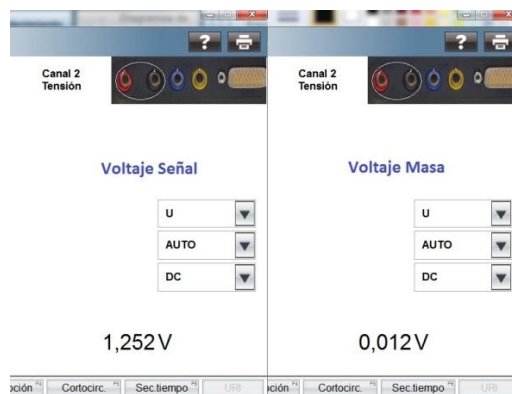 ?
Canal 2
Tensión
Voltaje Señal
U
AUTO
DC
1,252 V
Cortocirc.
Sec.tiempo
URI
?
Canal 2
Tensión
Voltaje Masa
U
AUTO
DC
0,012 V
Cortocirc.
Sec.tiempo
URI